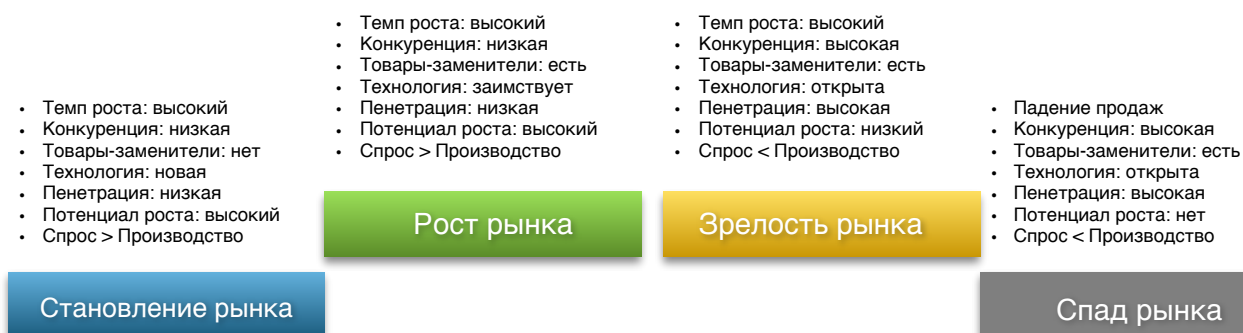 • Темп роста: высокий
• Конкуренция: низкая
• Товары-заменители: нет
• Технология: новая
• Пенетрация: низкая
• Потенциал роста: высокий
• Спрос > Производство
Становление рынка
• Темп роста: высокий
• Конкуренция: низкая
• Товары-заменители: есть
• Технология: заимствует
• Пенетрация: низкая
• Потенциал роста: высокий
• Спрос > Производство
Рост рынка
• Темп роста: высокий
• Конкуренция: высокая
• Товары-заменители: есть
• Технология: открыта
• Пенетрация: высокая
• Потенциал роста: низкий
• Спрос < Производство
Зрелость рынка
• Падение продаж
• Конкуренция: высокая
• Товары-заменители: есть
• Технология: открыта
• Пенетрация: высокая
• Потенциал роста: нет
• Спрос < Производство
Спад рынка